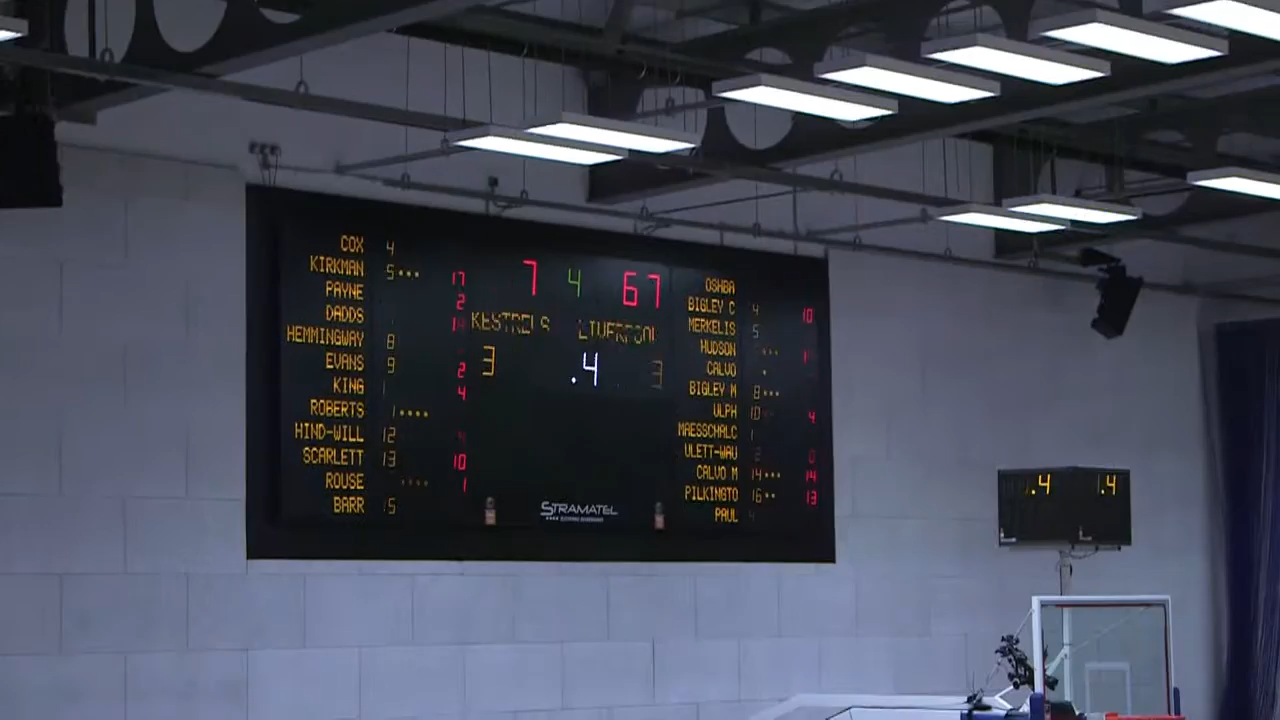 COX 4
KIRKMAN 5 17
PAYNE 2
DADDS
HEMMINGWAY 8
EVANS 9 2
KING 4
ROBERTS
HIND-WILL 12
SCARLETT 13 10
ROUSE 1
BARR
7 4 67
KESTRELS LIVERPOOL
3 .4 3
STRAMATEL
OSHBA
BIGLEY C 4 10
MERKELIS 5
HUDSON
CALVO
BIGLEY M 8
ULPH 10 4
MAESSCHALC
ULETT-WAU
CALVO M 14 14
PILKINGTO 16 13
PAUL
.4 .4